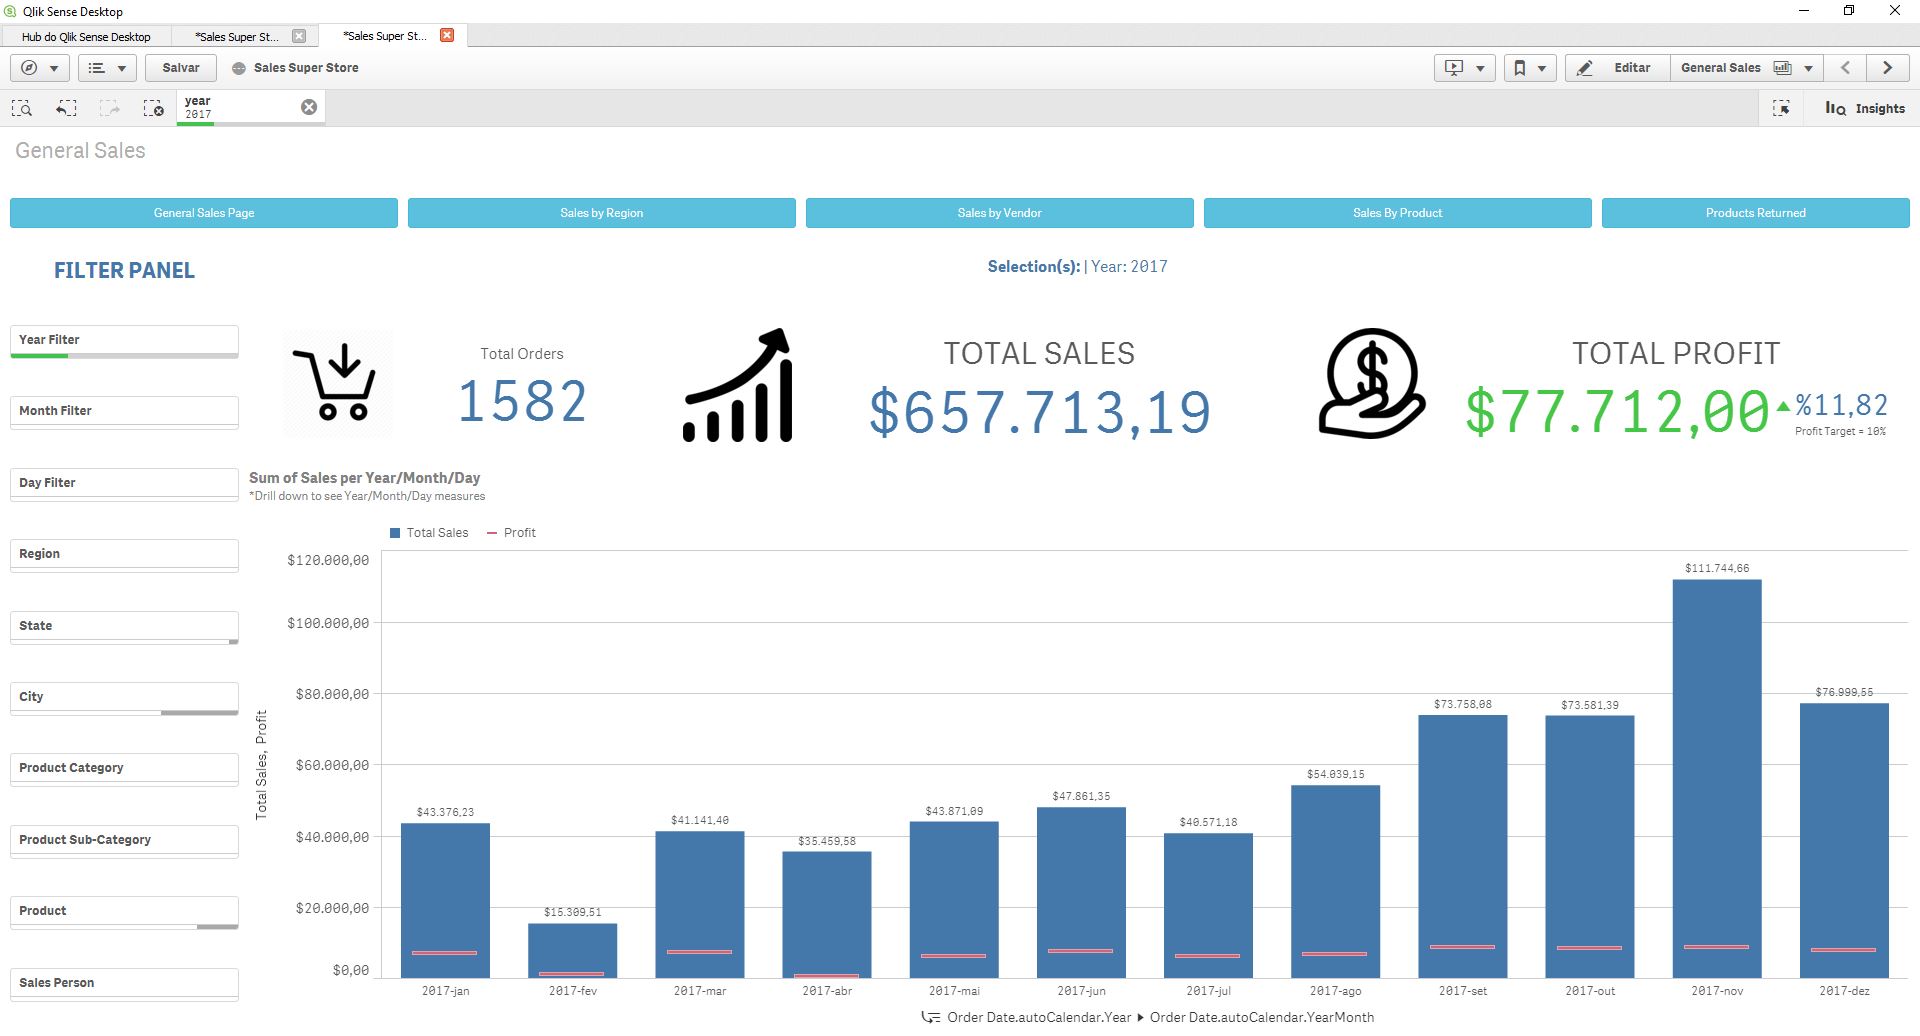 Qlik Sense Desktop
Hub do Qlik Sense Desktop
*Sales Super St...
*Sales Super St...
Salvar
Sales Super Store
Editar
General Sales
year
2017
Insights
General Sales
General Sales Page
Sales by Region
Sales by Vendor
Sales By Product
Products Returned
FILTER PANEL
Selection(s): | Year: 2017
Year Filter
Month Filter
Day Filter
Region
State
City
Product Category
Product Sub-Category
Product
Sales Person
Total Orders
1582
TOTAL SALES
$657.713,19
TOTAL PROFIT
$77.712,00
%11,82
Profit Target = 10%
Sum of Sales per Year/Month/Day
*Drill down to see Year/Month/Day measures
Total Sales
Profit
Total Sales, Profit
$120.000,00
$100.000,00
$80.000,00
$60.000,00
$40.000,00
$20.000,00
$0,00
$43.376,23
$15.309,51
$41.141,40
$35.459,58
$43.871,09
$47.861,35
$40.571,18
$54.039,15
$73.758,08
$73.581,39
$111.744,66
$76.999,55
2017-jan
2017-fev
2017-mar
2017-abr
2017-mai
2017-jun
2017-jul
2017-ago
2017-set
2017-out
2017-nov
2017-dez
Order Date.autoCalendar.Year
Order Date.autoCalendar.YearMonth